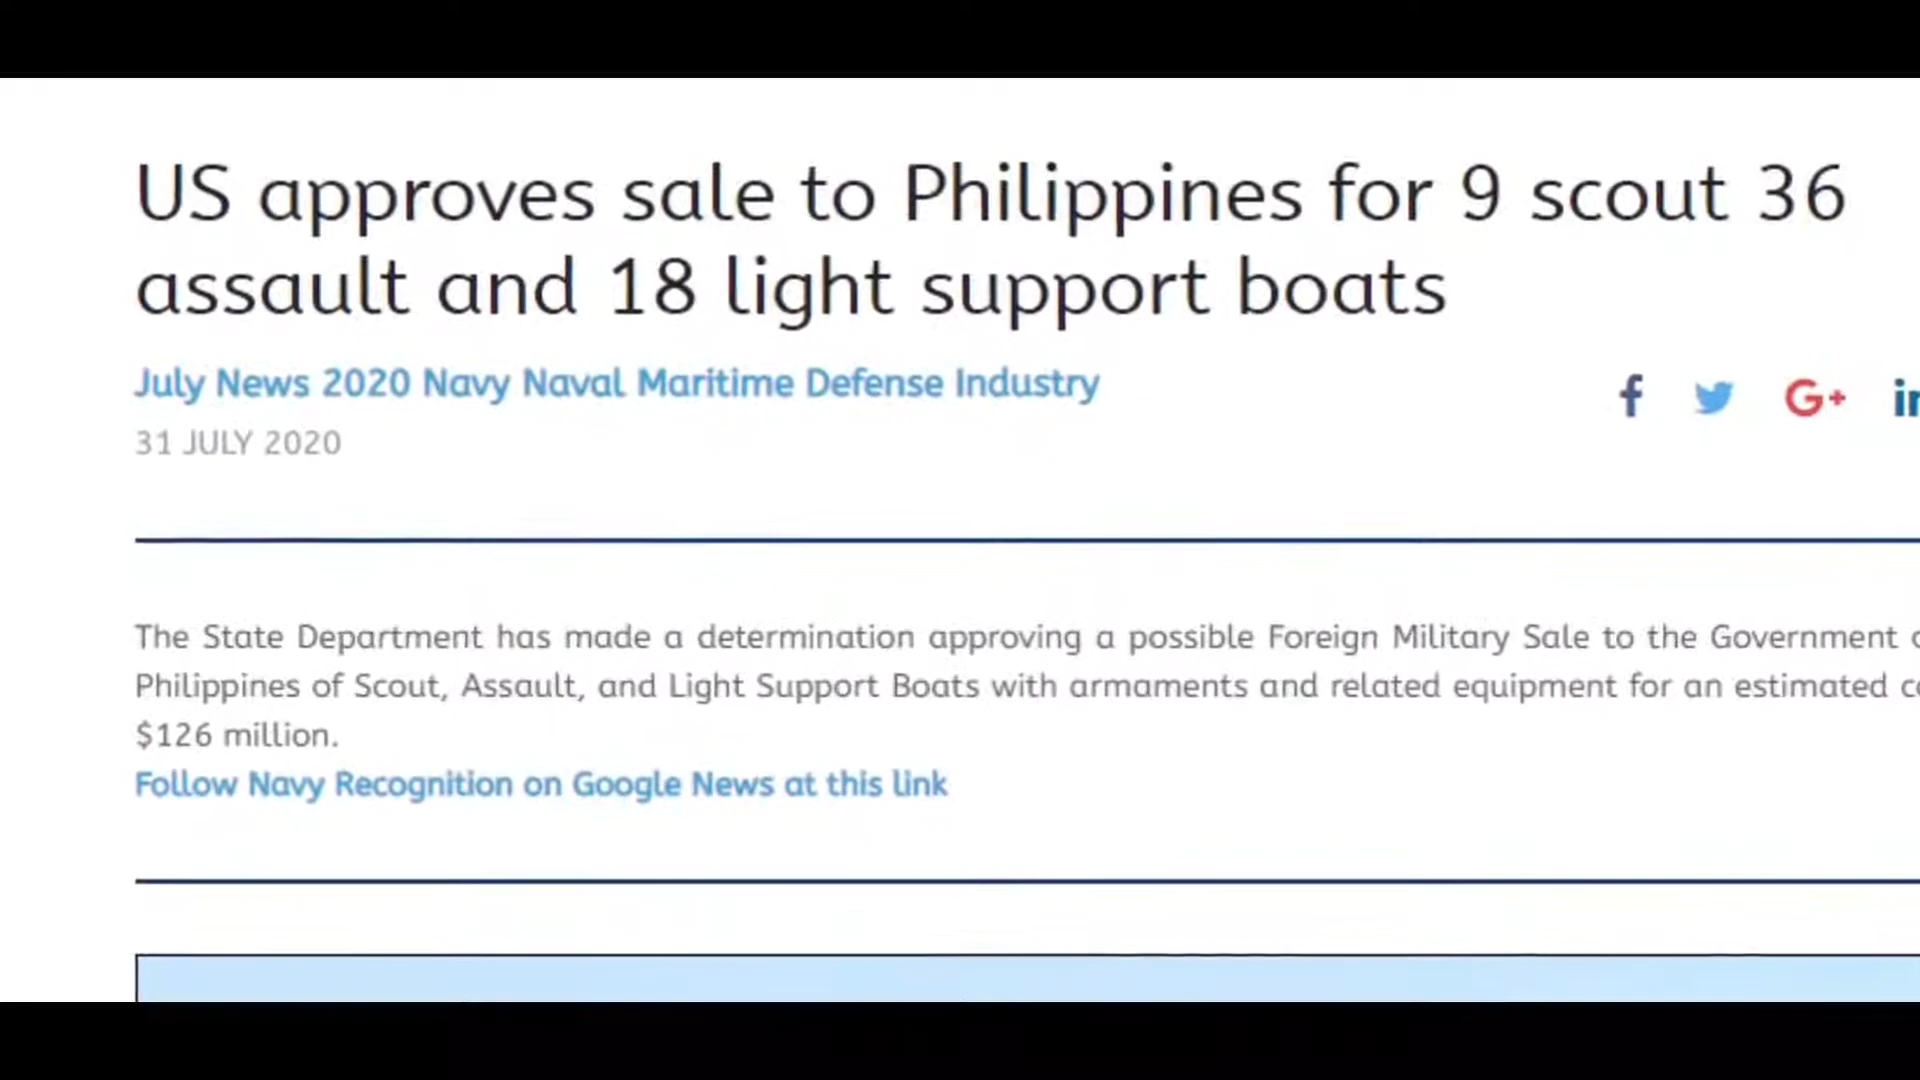 US approves sale to Philippines for 9 scout 36
assault and 18 light support boats
July News 2020 Navy Naval Maritime Defense Industry
31 JULY 2020
The State Department has made a determination approving a possible Foreign Military Sale to the Government
Philippines of Scout, Assault, and Light Support Boats with armaments and related equipment for an estimated
$126 million.
Follow Navy Recognition on Google News at this link